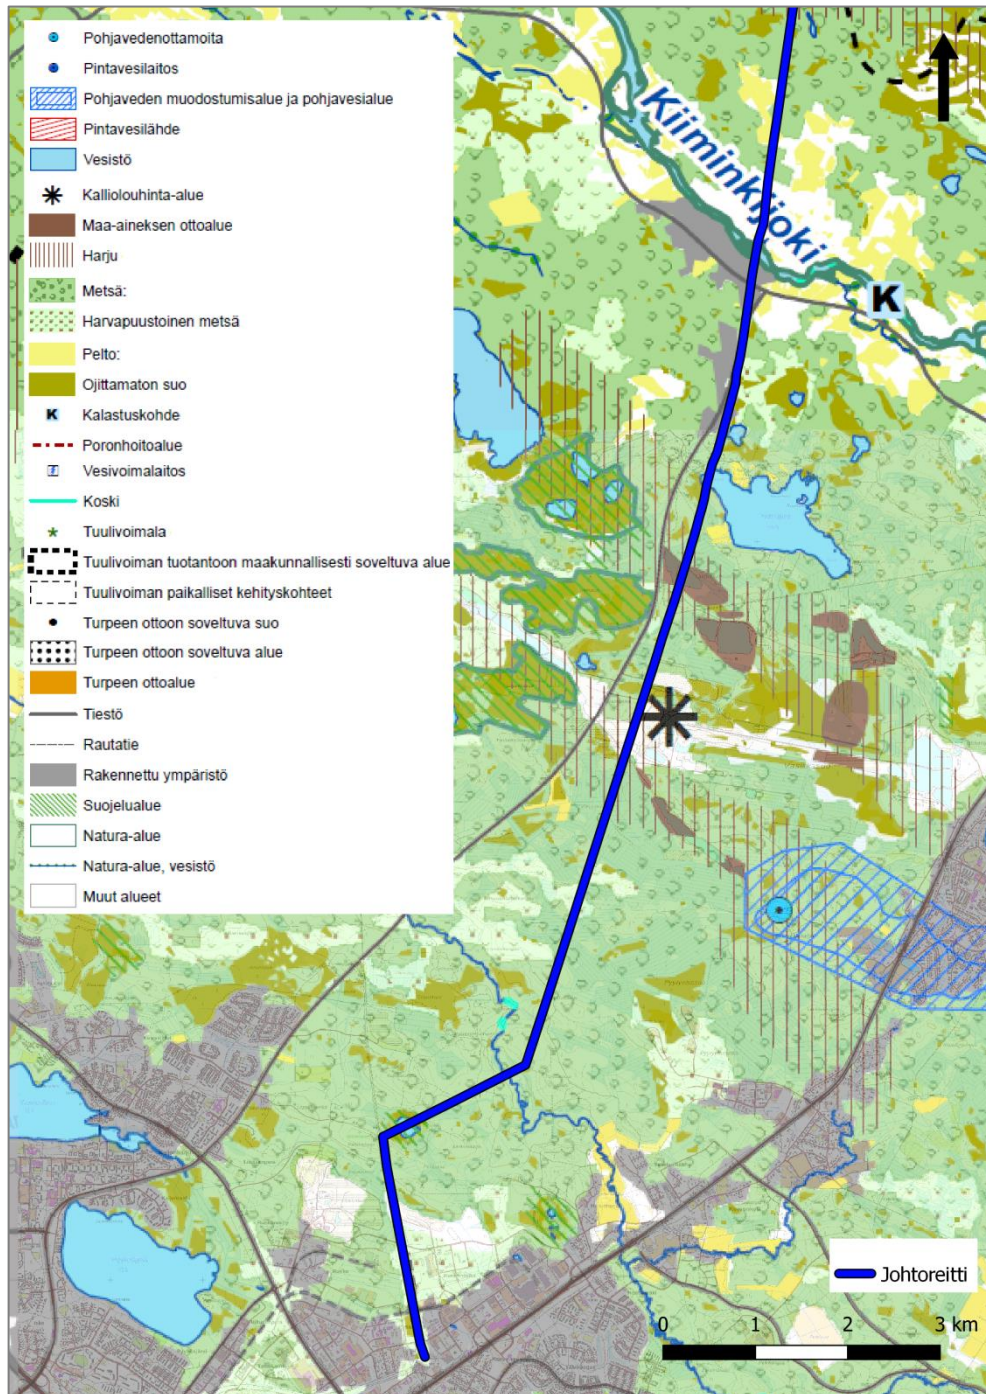 Pohjavedenottamoita
Pintavesilaitos
Pohjaveden muodostumisalue ja pohjavesialue
Pintavesilähde
Vesistö
Kalliolouhinta-alue
Maa-aineksen ottoalue
Harju
Metsä:
Harvapuustoinen metsä
Pelto:
Ojittamaton suo
K Kalastuskohde
Poronhoitoalue
Vesivoimalaitos
Koski
Tuulivoimala
Tuulivoiman tuotantoon maakunnallisesti soveltuva alue
Tuulivoiman paikalliset kehityskohteet
Turpeen ottoon soveltuva suo
Turpeen ottoon soveltuva alue
Turpeen ottoalue
Tiestö
Rautatie
Rakennettu ympäristö
Suojelualue
Natura-alue
Natura-alue, vesistö
Muut alueet
Kiiminkijoki
K
Johtoreitti
0 1 2 3 km